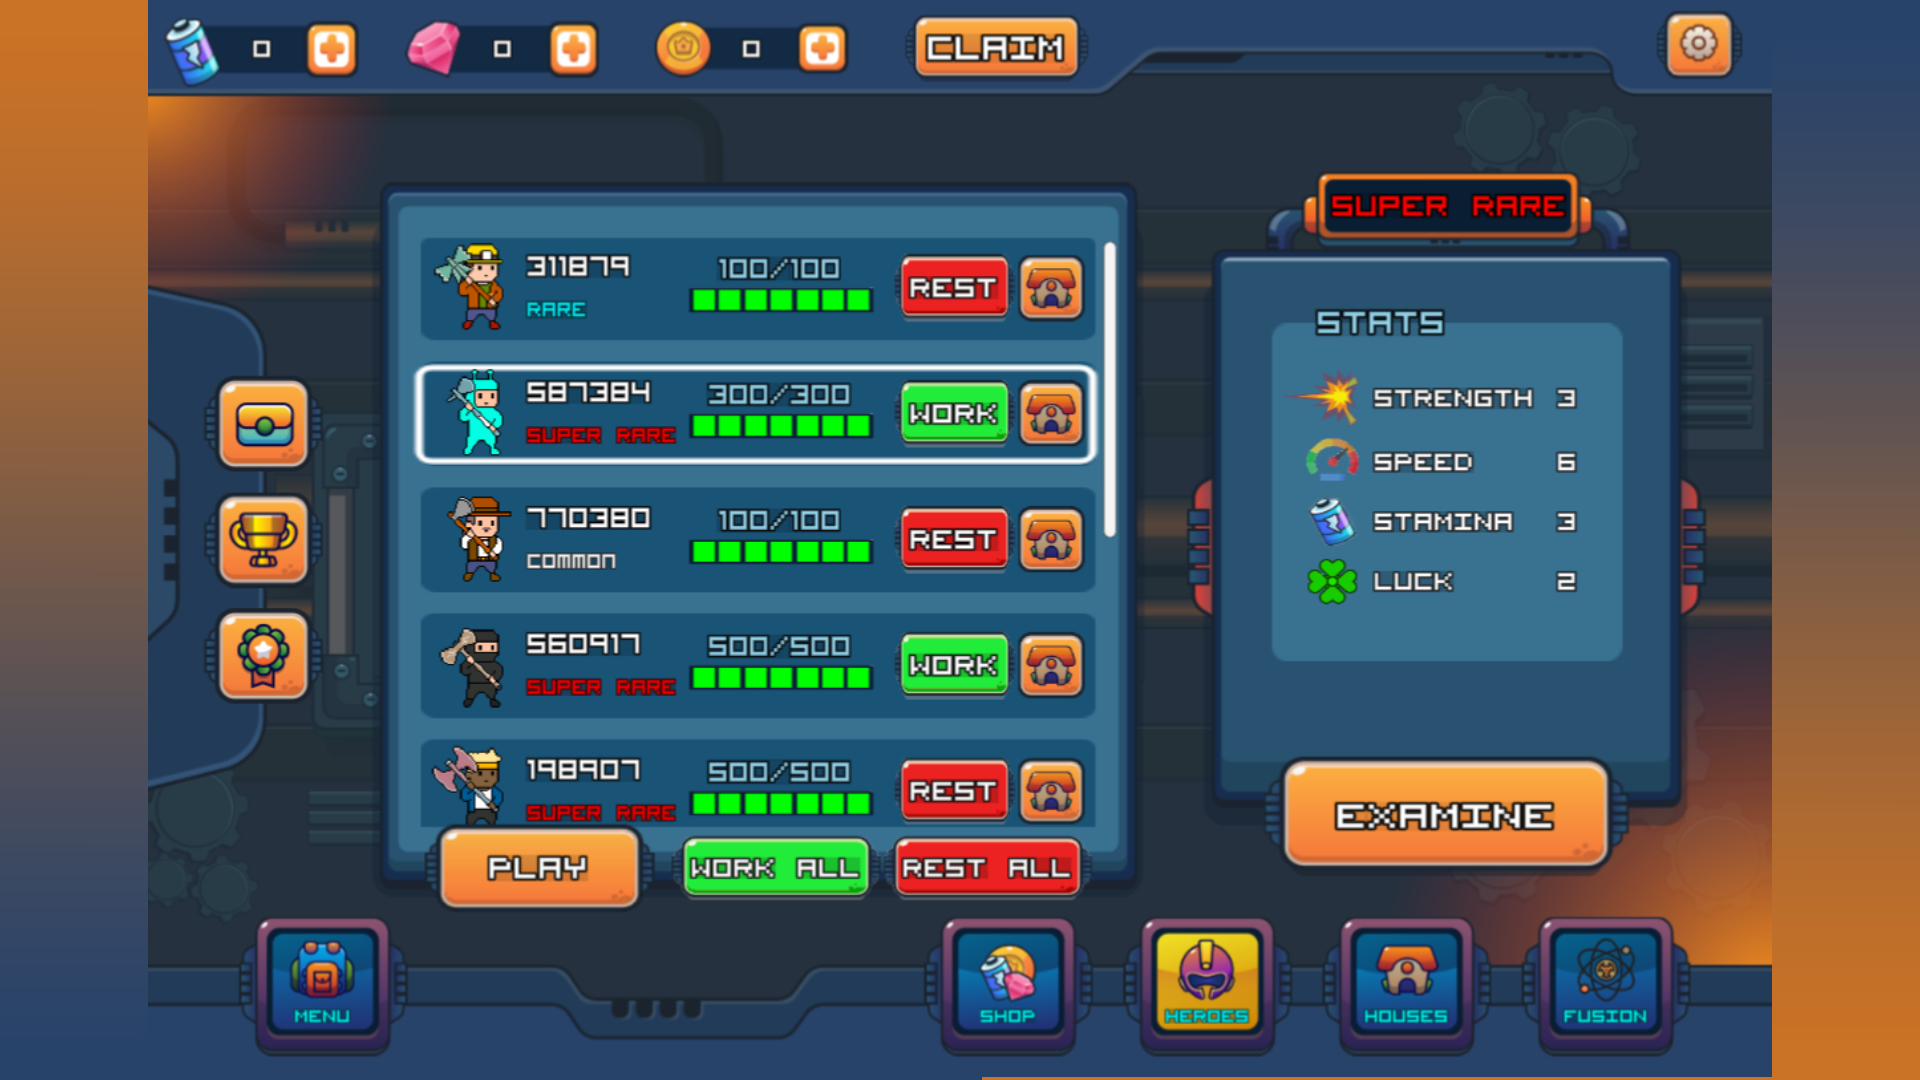 0
0
0
CLAIM
SUPER RARE
311879
RARE
100/100
REST
587384
SUPER RARE
300/300
WORK
770380
COMMON
100/100
REST
560917
SUPER RARE
500/500
WORK
198907
SUPER RARE
500/500
REST
PLAY
WORK ALL
REST ALL
STATS
STRENGTH 3
SPEED 6
STAMINA 3
LUCK 2
EXAMINE
MENU
SHOP
HEROES
HOUSES
FUSION